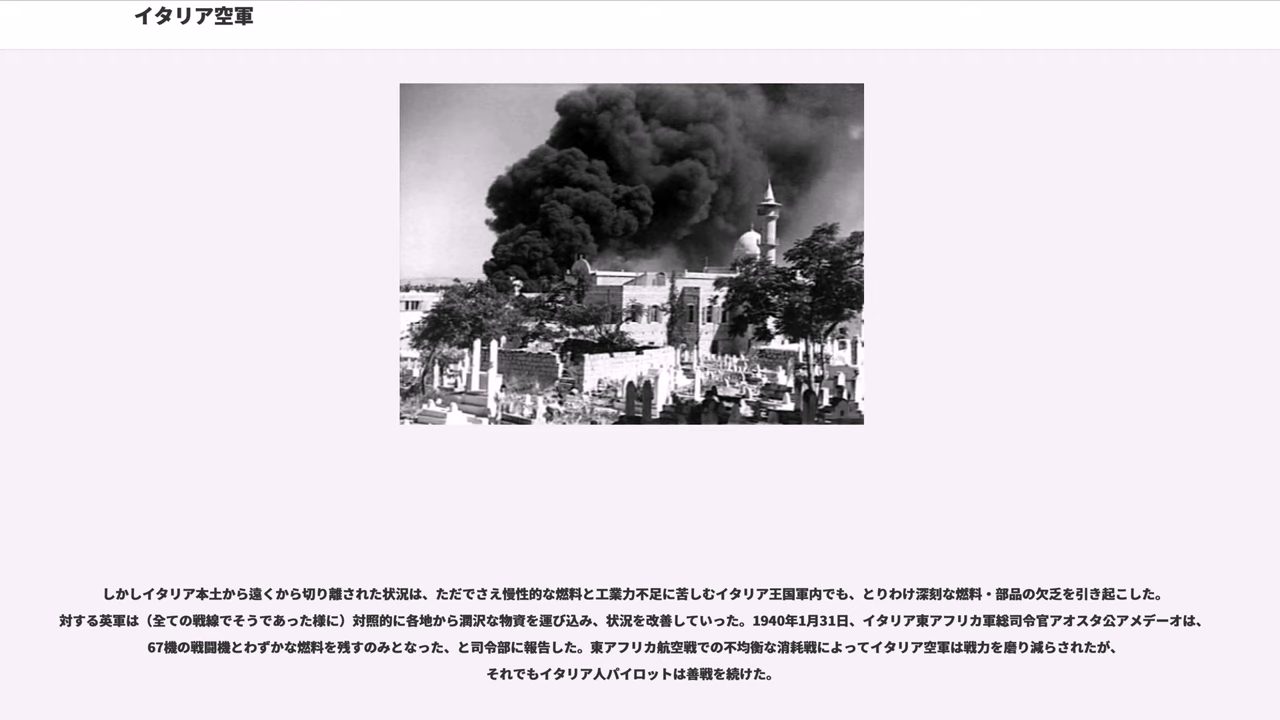 イタリア空軍
しかしイタリア本土から遠くから切り離された状況は、ただでさえ慢性的な燃料と工業力不足に苦しむイタリア王国軍内でも、とりわけ深刻な燃料・部品の欠乏を引き起こした。
対する英軍は（全ての戦線でそうであった様に）対照的に各地から潤沢な物資を運び込み、状況を改善していった。1940年1月31日、イタリア東アフリカ軍総司令官アオスタ公アメデーオは、
67機の戦闘機とわずかな燃料を残すのみとなった、と司令部に報告した。東アフリカ航空戦での不均衡な消耗戦によってイタリア空軍は戦力を磨り減らされたが、
それでもイタリア人パイロットは善戦を続けた。